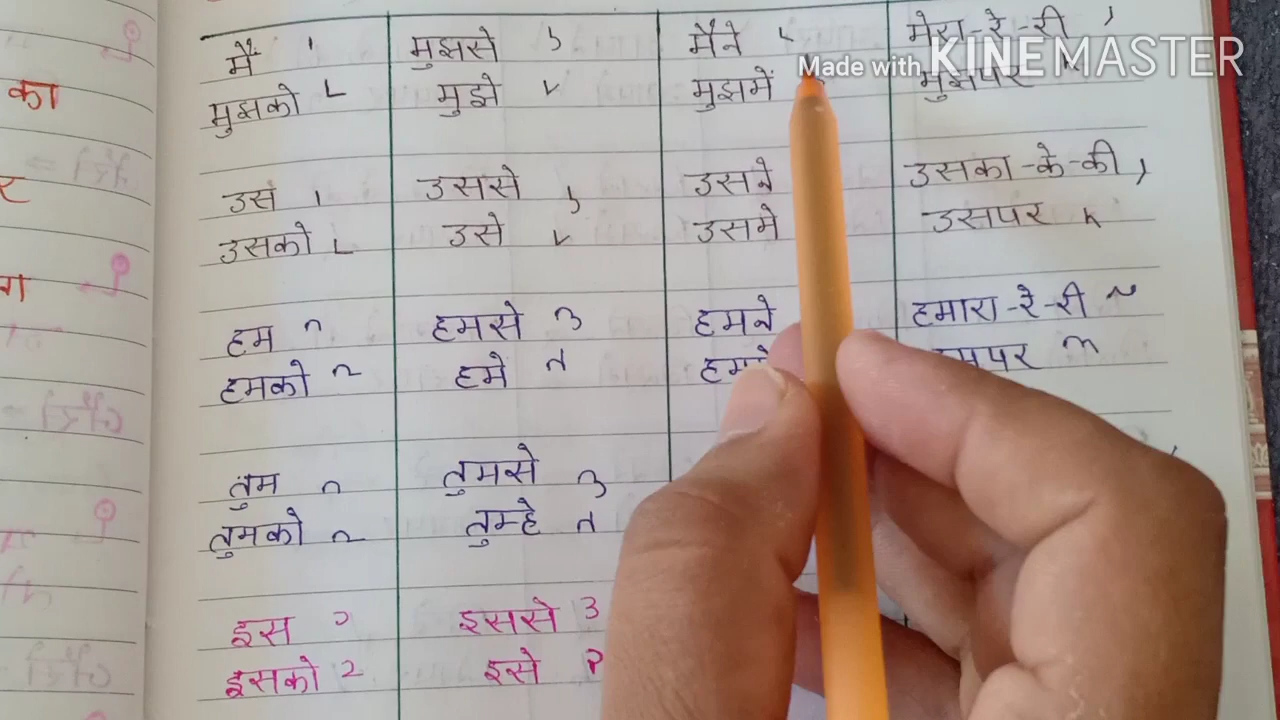 मैं मुझसे मैंने मेरा-रे-री
Made with KINEMASTER
मुझको मुझे मुझमें मुझपर
का
उस उससे उसने उसका-के-की
उसको उसे उसमे उसपर
हम हमसे हमने हमारा-रे-री
हमको हमे
तुम तुमसे
तुमको तुम्हे
इस इससे
इसको इसे